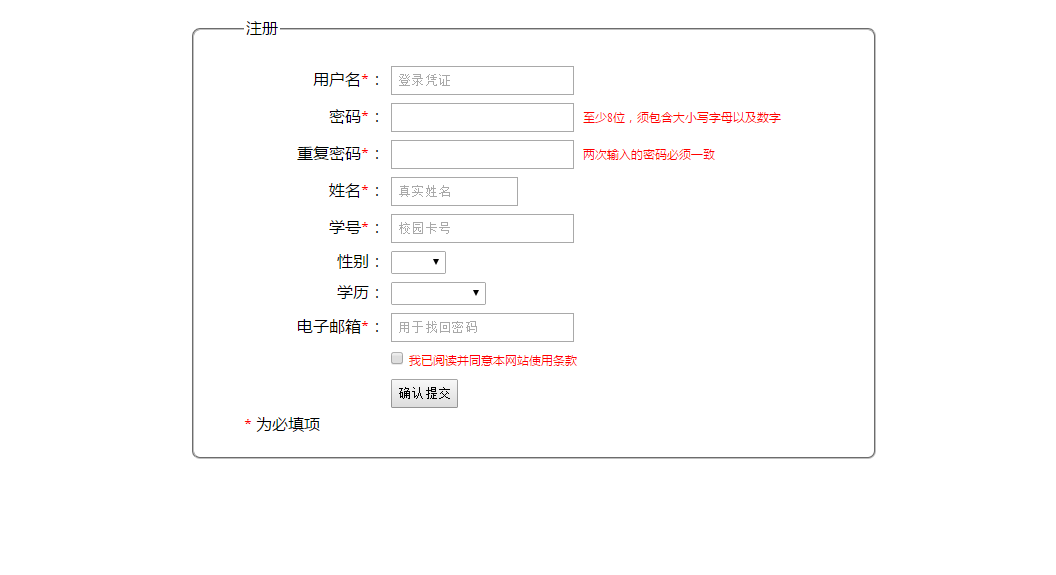 注册
用户名*： 登录凭证
密码*： 至少8位，须包含大小写字母以及数字
重复密码*： 两次输入的密码必须一致
姓名*： 真实姓名
学号*： 校园卡号
性别：
学历：
电子邮箱*： 用于找回密码
我已阅读并同意本网站使用条款
确认提交
* 为必填项